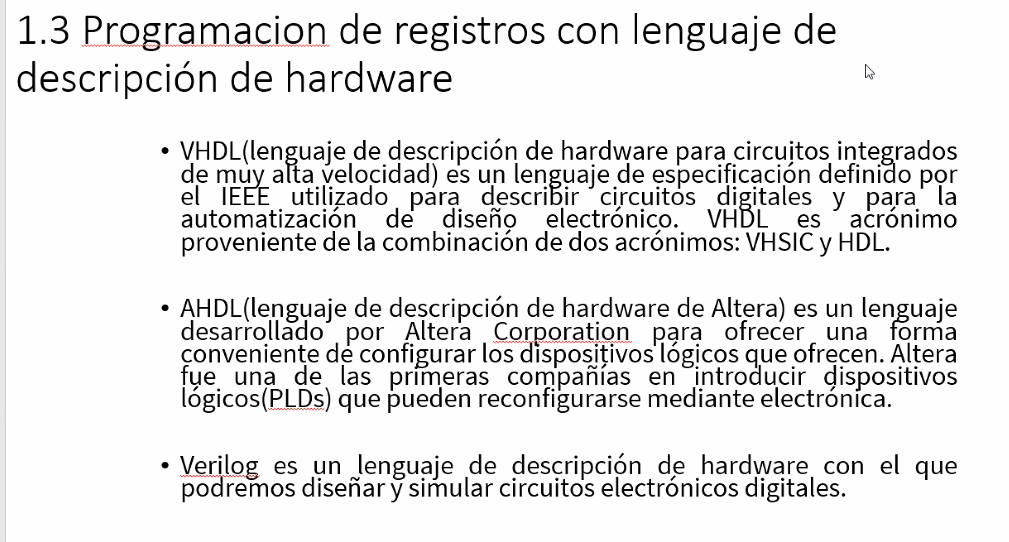 1.3 Programacion de registros con lenguaje de
descripción de hardware
• VHDL(lenguaje de descripción de hardware para circuitos integrados
de muy alta velocidad) es un lenguaje de especificación definido por
el IEEE utilizado para describir circuitos digitales y para la
automatización de diseño electrónico. VHDL es acrónimo
proveniente de la combinación de dos acrónimos: VHSIC y HDL.
• AHDL(lenguaje de descripción de hardware de Altera) es un lenguaje
desarrollado por Altera Corporation para ofrecer una forma
conveniente de configurar los dispositivos lógicos que ofrecen. Altera
fue una de las primeras compañías en introducir dispositivos
lógicos(PLDs) que pueden reconfigurarse mediante electrónica.
• Verilog es un lenguaje de descripción de hardware con el que
podremos diseñar y simular circuitos electrónicos digitales.